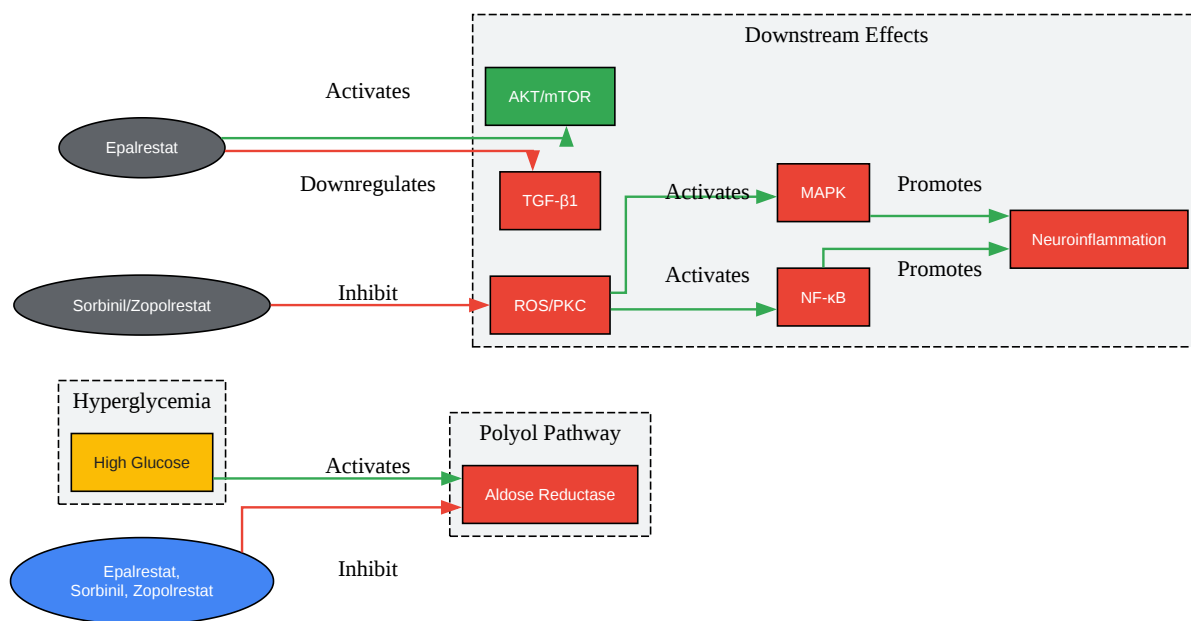 Downstream Effects
Activates
AKT/mTOR
Epalrestat
Downregulates
TGF-β1
Activates
MAPK
Promotes
Neuroinflammation
Sorbinil/Zopolrestat
Inhibit
ROS/PKC
Activates
NF-κB
Promotes
Hyperglycemia
High Glucose
Activates
Polyol Pathway
Aldose Reductase
Epalrestat,
Sorbinil, Zopolrestat
Inhibit